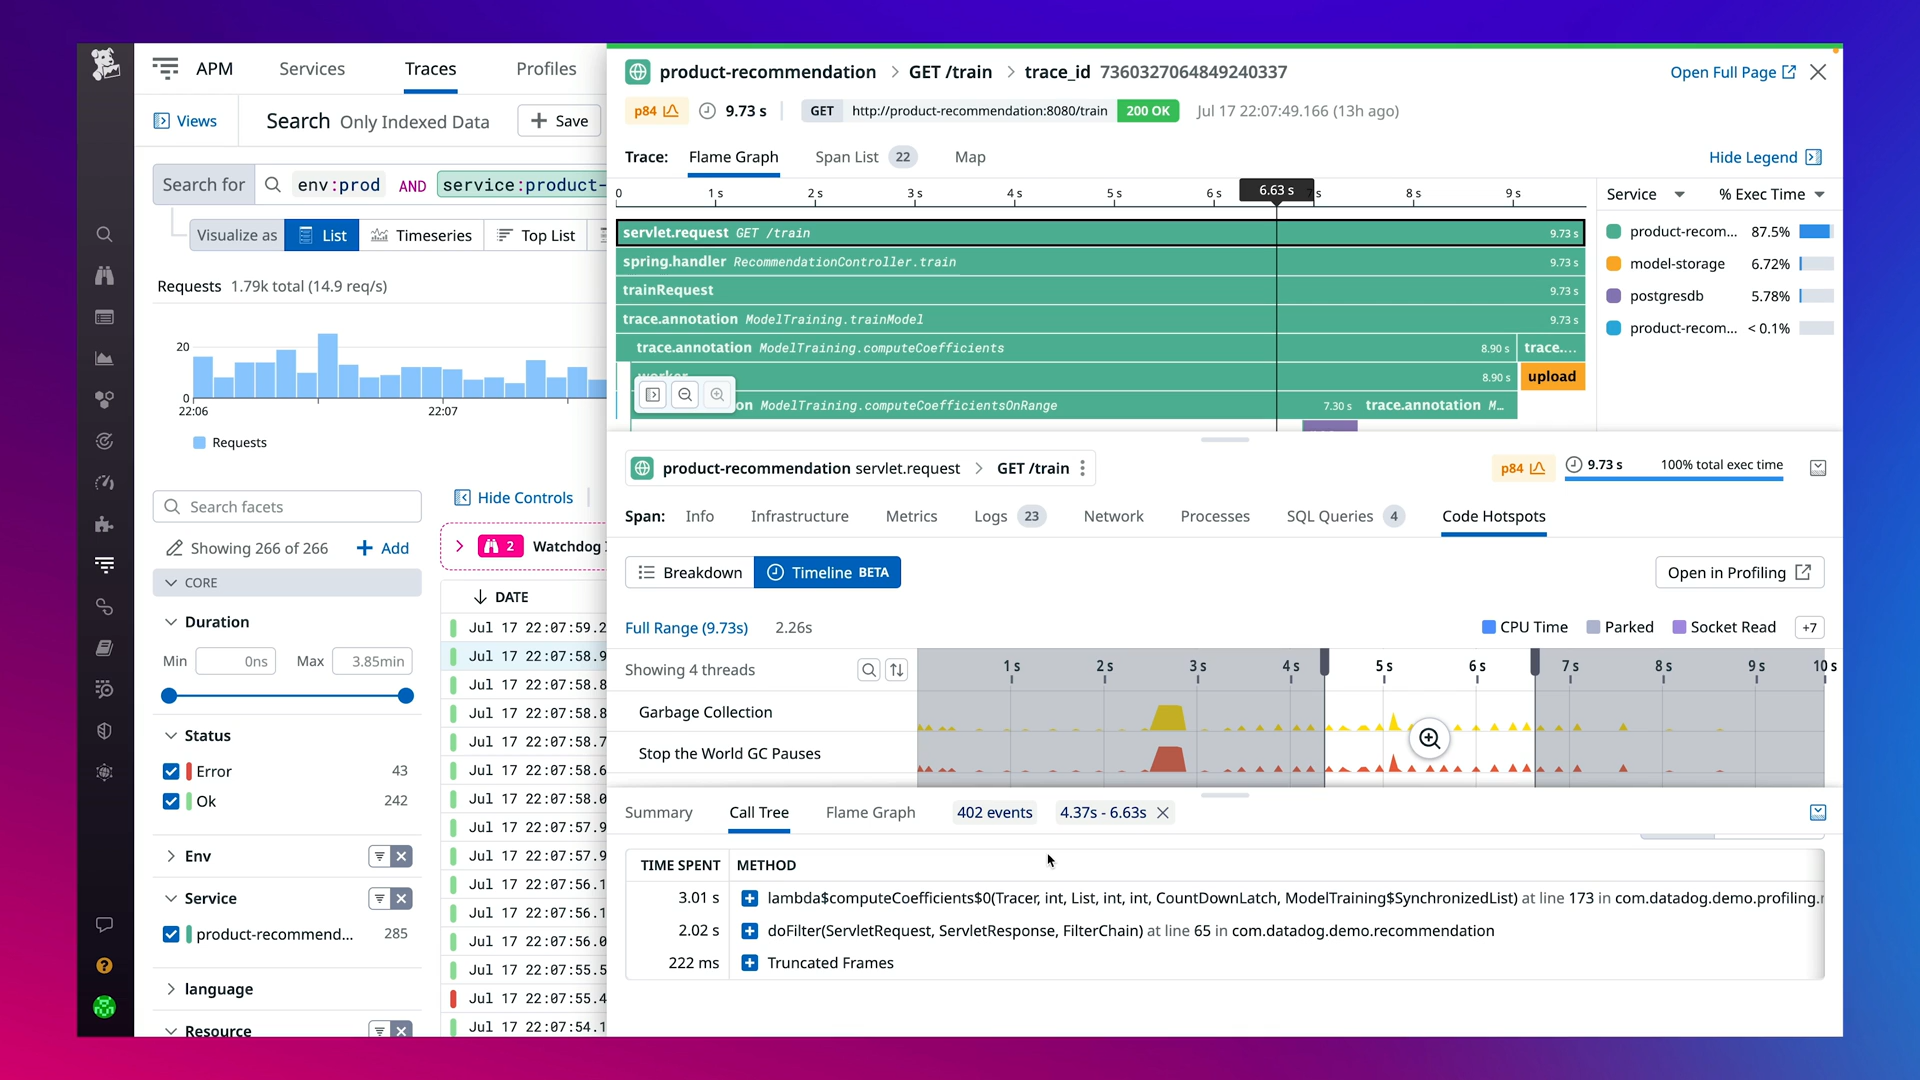 APM Services Traces Profiles
Views Search Only Indexed Data + Save
Search for env:prod AND service:product-
Visualize as List Timeseries Top List
Requests 1.79k total (14.9 req/s)
20
0
22:06 22:07
Requests
Search facets
Showing 266 of 266 + Add
CORE
Duration
Min 0ns Max 3.85min
Status
Error 43
Ok 242
Env
Service
product-recommend... 285
language
Resource
Hide Controls
2 Watchdog
DATE
Jul 17 22:07:59.2
Jul 17 22:07:58.9
Jul 17 22:07:58.8
Jul 17 22:07:58.8
Jul 17 22:07:58.7
Jul 17 22:07:58.6
Jul 17 22:07:58.0
Jul 17 22:07:57.9
Jul 17 22:07:57.9
Jul 17 22:07:56.1
Jul 17 22:07:56.1
Jul 17 22:07:56.0
Jul 17 22:07:55.5
Jul 17 22:07:55.4
Jul 17 22:07:54.1
product-recommendation > GET /train > trace_id 7360327064849240337
Open Full Page
p84 9.73 s GET http://product-recommendation:8080/train 200 OK Jul 17 22:07:49.166 (13h ago)
Trace: Flame Graph Span List 22 Map
Hide Legend
0 1 s 2 s 3 s 4 s 5 s 6 s 6.63 s 8 s 9 s
servlet.request GET /train 9.73 s
spring.handler RecommendationController.train 9.73 s
trainRequest 9.73 s
trace.annotation ModelTraining.trainModel 9.73 s
trace.annotation ModelTraining.computeCoefficients 8.90 s trace....
worker 8.90 s upload
on ModelTraining.computeCoefficientsOnRange 7.30 s trace.annotation M...
Service % Exec Time
product-recom... 87.5%
model-storage 6.72%
postgresdb 5.78%
product-recom... < 0.1%
product-recommendation servlet.request > GET /train
p84 9.73 s 100% total exec time
Span: Info Infrastructure Metrics Logs 23 Network Processes SQL Queries 4 Code Hotspots
Breakdown Timeline BETA
Open in Profiling
Full Range (9.73s) 2.26s
CPU Time Parked Socket Read +7
Showing 4 threads
1 s 2 s 3 s 4 s 5 s 6 s 7 s 8 s 9 s 10 s
Garbage Collection
Stop the World GC Pauses
Summary Call Tree Flame Graph 402 events 4.37s - 6.63s
TIME SPENT METHOD
3.01 s lambda$computeCoefficients$0(Tracer, int, List, int, int, CountDownLatch, ModelTraining$SynchronizedList) at line 173 in com.datadog.demo.profiling.
2.02 s doFilter(ServletRequest, ServletResponse, FilterChain) at line 65 in com.datadog.demo.recommendation
222 ms Truncated Frames